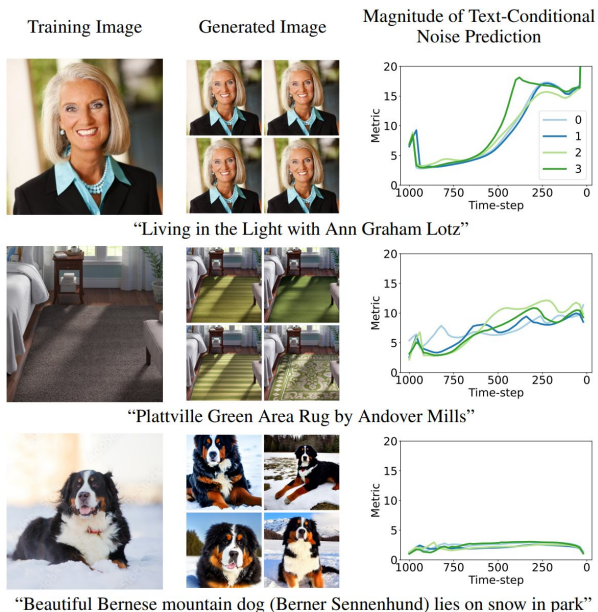 Training Image
Generated Image
Magnitude of Text-Conditional
Noise Prediction
20
15
10
5
0
Metric
0
1
2
3
1000 750 500 250 0
Time-step
“Living in the Light with Ann Graham Lotz”
20
15
10
5
0
Metric
1000 750 500 250 0
Time-step
“Plattville Green Area Rug by Andover Mills”
20
15
10
5
0
Metric
1000 750 500 250 0
Time-step
“Beautiful Bernese mountain dog (Berner Sennenhund) lies on snow in park”